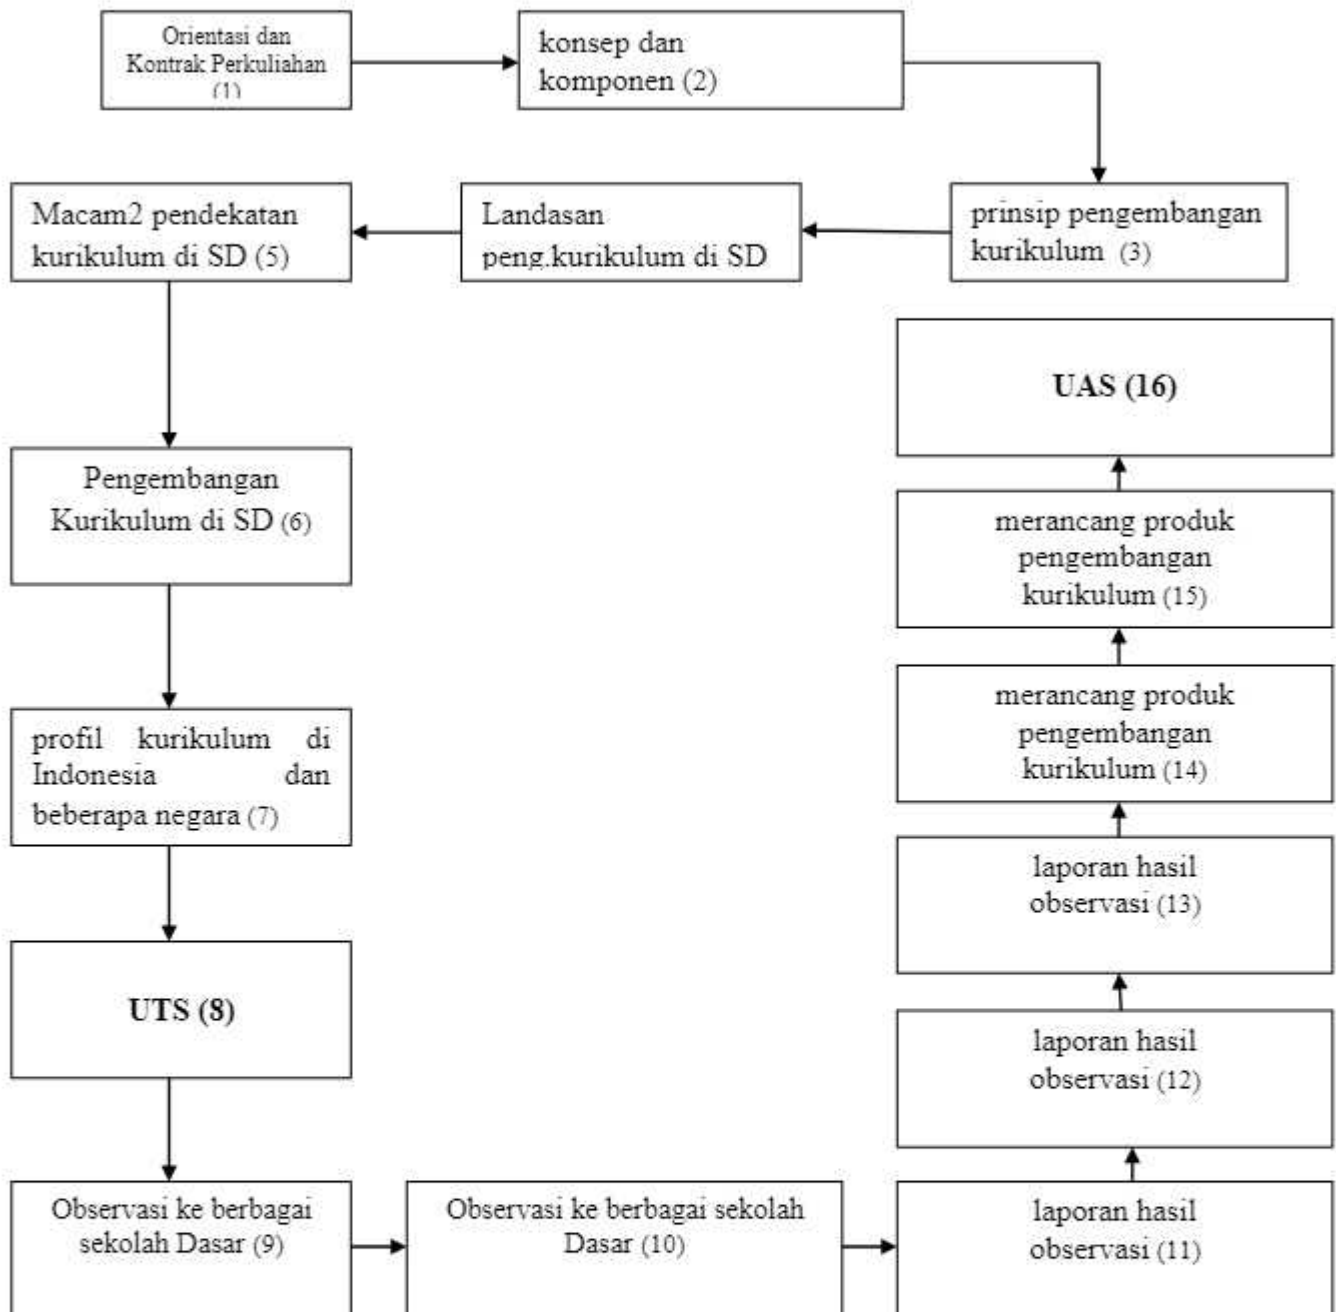 Orientasi dan
Kontrak Perkuliahan
(1)
konsep dan
komponen (2)
prinsip pengembangan
kurikulum (3)
Landasan
peng.kurikulum di SD
Macam2 pendekatan
kurikulum di SD (5)
Pengembangan
Kurikulum di SD (6)
profil kurikulum di
Indonesia dan
beberapa negara (7)
UTS (8)
Observasi ke berbagai
sekolah Dasar (9)
Observasi ke berbagai sekolah
Dasar (10)
laporan hasil
observasi (11)
laporan hasil
observasi (12)
laporan hasil
observasi (13)
merancang produk
pengembangan
kurikulum (14)
merancang produk
pengembangan
kurikulum (15)
UAS (16)